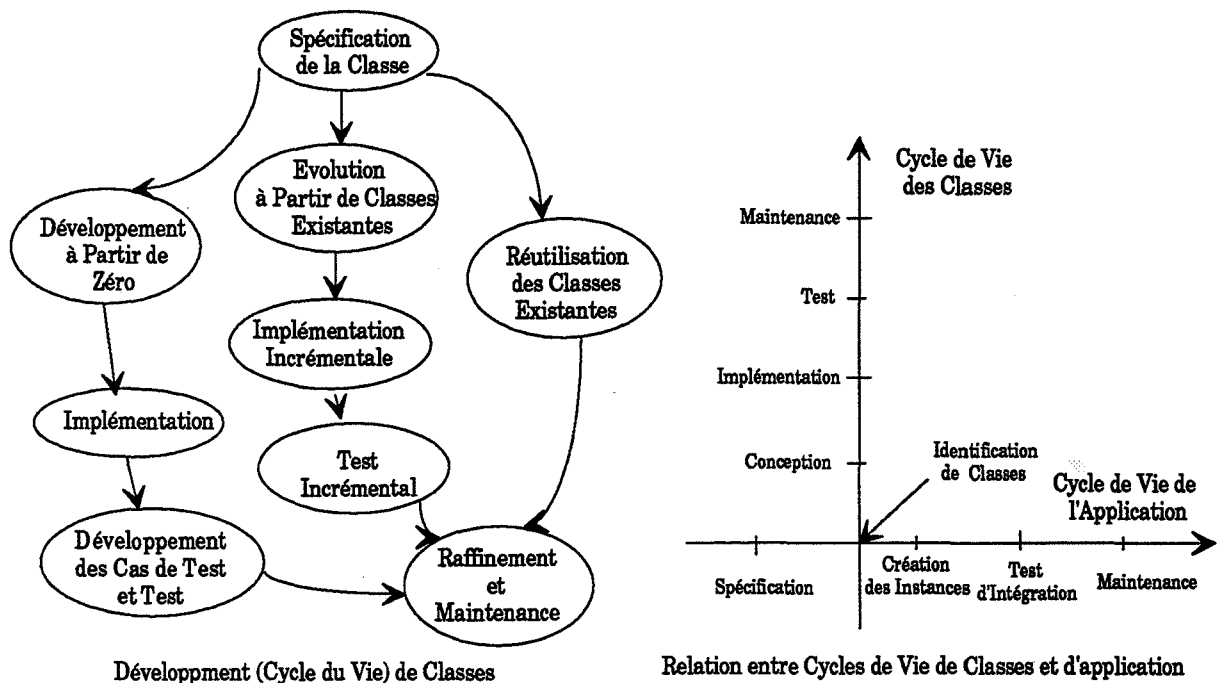 Spécification
de la Classe
Evolution
à Partir de Classes
Existantes
Développement
à Partir de
Zéro
Réutilisation
des Classes
Existantes
Implémentation
Incrémentale
Implémentation
Test
Incrémental
Développement
des Cas de Test
et Test
Raffinement
et
Maintenance
Développment (Cycle du Vie) de Classes
Cycle de Vie
des Classes
Maintenance
Test
Implémentation
Conception
Identification
de Classes
Cycle de Vie de
l'Application
Spécification
Création
des Instances
Test
d'Intégration
Maintenance
Relation entre Cycles de Vie de Classes et d'application